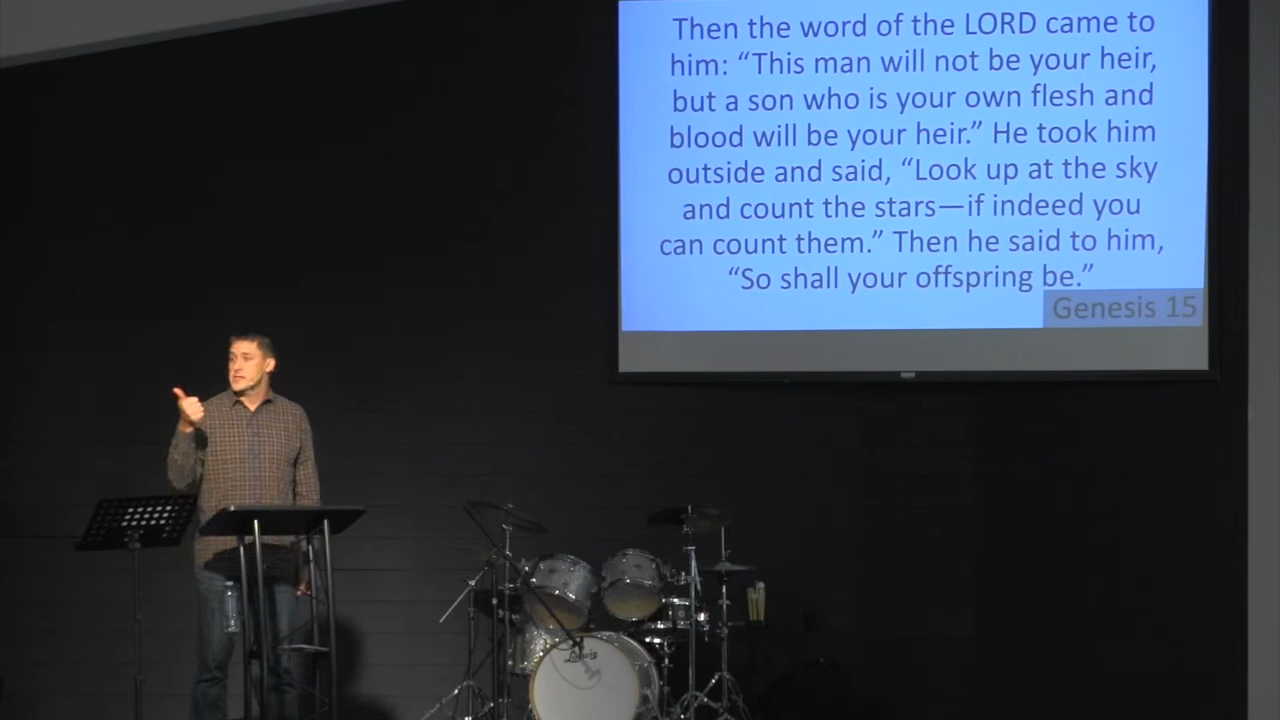 Then the word of the LORD came to
him: “This man will not be your heir,
but a son who is your own flesh and
blood will be your heir.” He took him
outside and said, “Look up at the sky
and count the stars—if indeed you
can count them.” Then he said to him,
“So shall your offspring be.”
Genesis 15
Ludwig